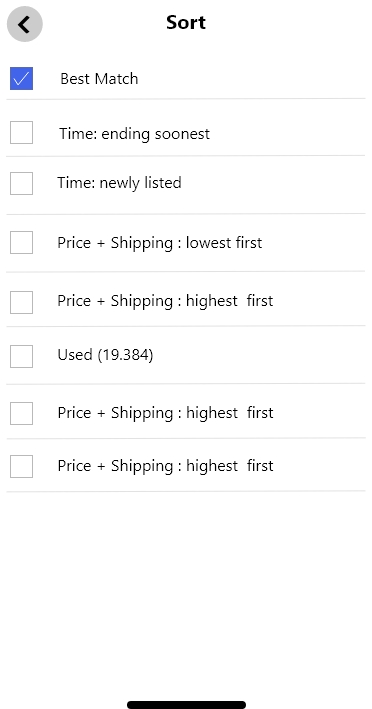 Sort
Best Match
Time: ending soonest
Time: newly listed
Price + Shipping : lowest first
Price + Shipping : highest  first
Used (19.384)
Price + Shipping : highest  first
Price + Shipping : highest  first